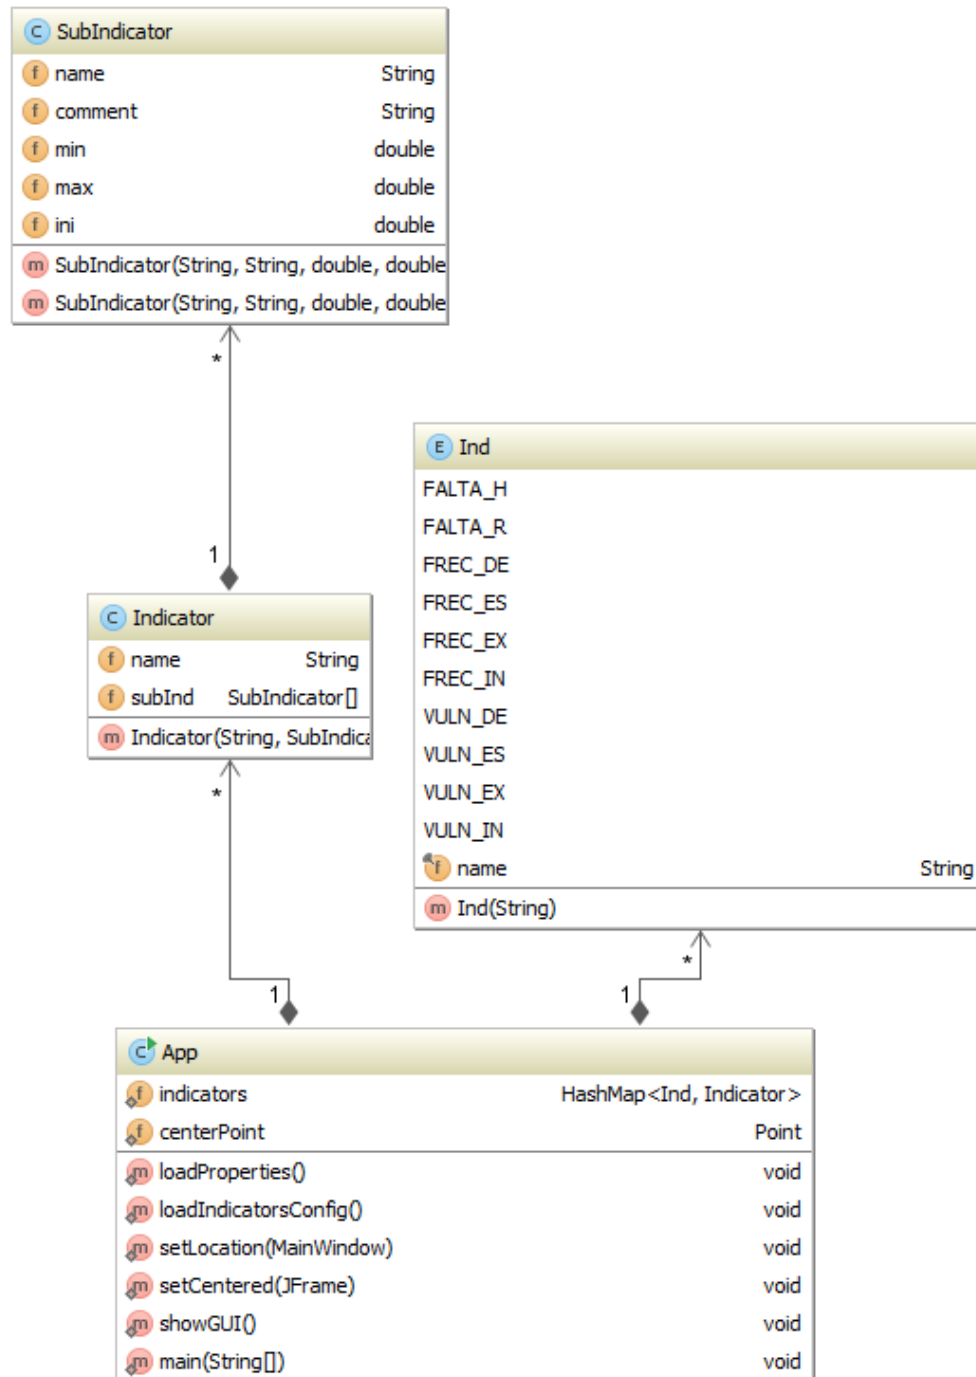 C SubIndicator
f name String
f comment String
f min double
f max double
f ini double
m SubIndicator(String, String, double, double
m SubIndicator(String, String, double, double
*
1
E Ind
FALTA_H
FALTA_R
FREC_DE
FREC_ES
FREC_EX
FREC_IN
VULN_DE
VULN_ES
VULN_EX
VULN_IN
f name String
m Ind(String)
C Indicator
f name String
f subInd SubIndicator[]
m Indicator(String, SubIndica
*
*
1
1
C App
f indicators HashMap<Ind, Indicator>
f centerPoint Point
m loadProperties() void
m loadIndicatorsConfig() void
m setLocation(MainWindow) void
m setCentered(JFrame) void
m showGUI() void
m main(String[]) void